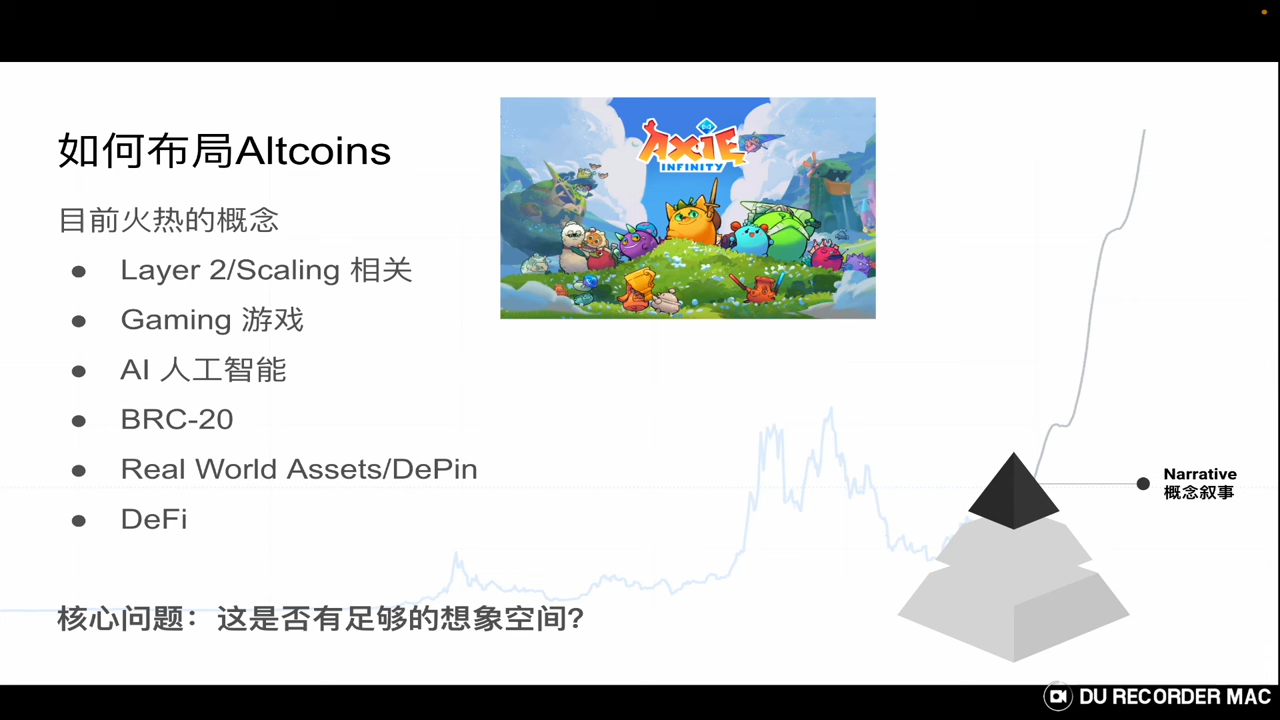 如何布局Altcoins
目前火热的概念
Layer 2/Scaling 相关
Gaming 游戏
AI 人工智能
BRC-20
Real World Assets/DePin
DeFi
核心问题：这是否有足够的想象空间?
AXIE
INFINITY
Narrative
概念叙事
DU RECORDER MAC